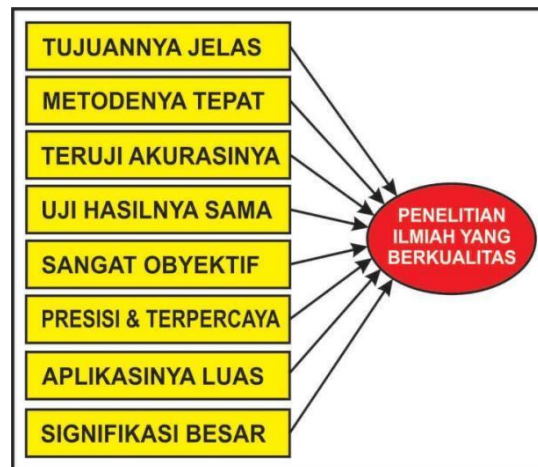 TUJUANNYA JELAS
METODENYA TEPAT
TERUJI AKURASINYA
UJI HASILNYA SAMA
SANGAT OBYEKTIF
PRESISI & TERPERCAYA
APLIKASINYA LUAS
SIGNIFIKASI BESAR
PENELITIAN
ILMIAH YANG
BERKUALITAS